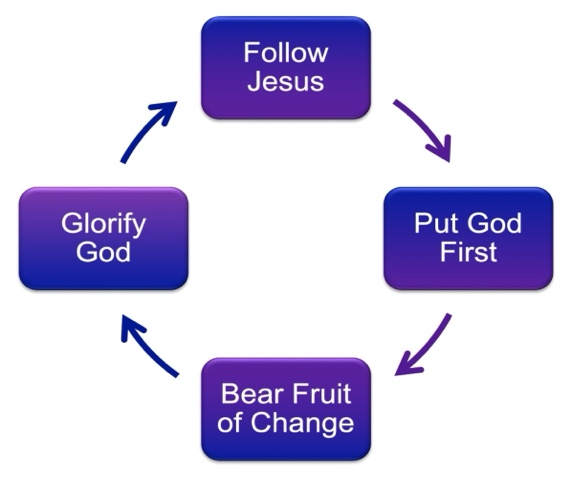 Follow
Jesus
Put God
First
Bear Fruit
of Change
Glorify
God